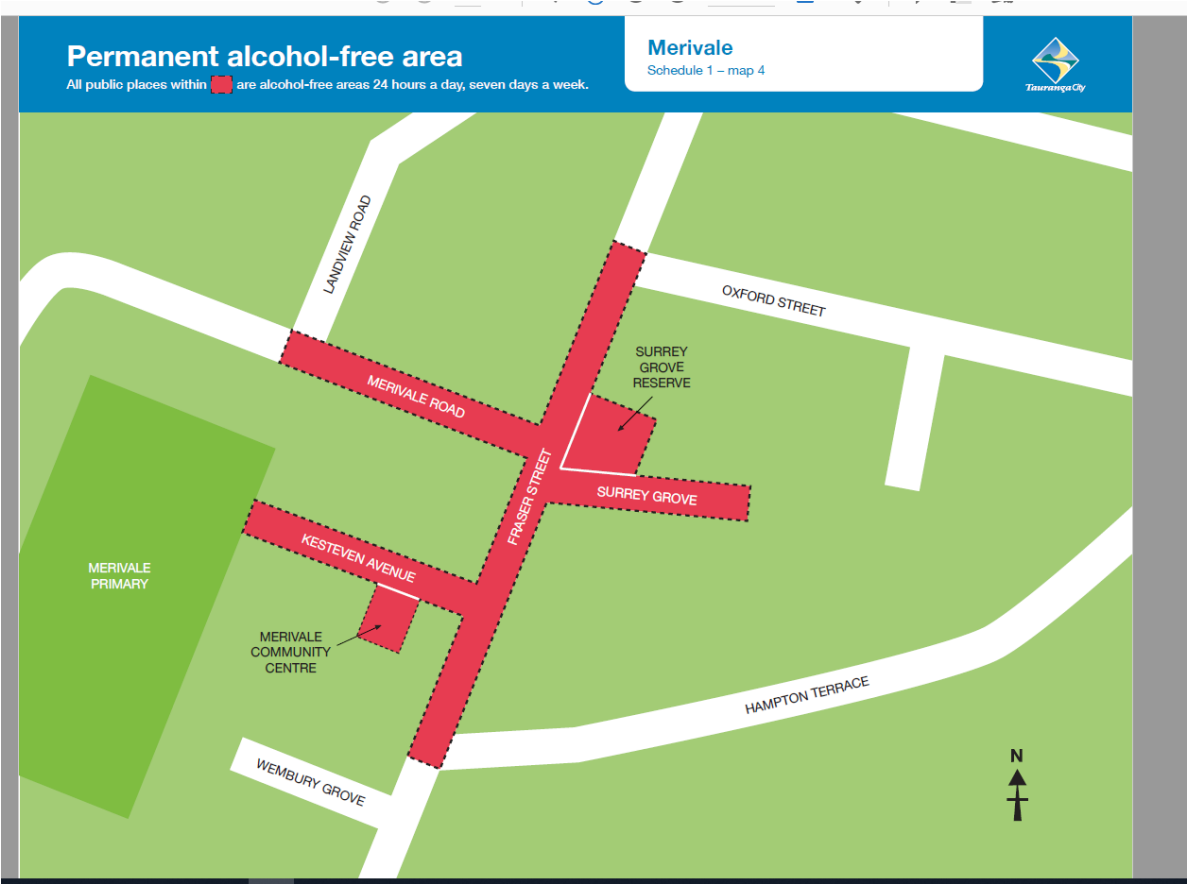 Permanent alcohol-free area
All public places within are alcohol-free areas 24 hours a day, seven days a week.
Merivale
Schedule 1 – map 4
Tauranga City
LANDVIEW ROAD
OXFORD STREET
SURREY
GROVE
RESERVE
MERIVALE ROAD
FRASER STREET
SURREY GROVE
KESTEVEN AVENUE
MERIVALE
PRIMARY
MERIVALE
COMMUNITY
CENTRE
HAMPTON TERRACE
WEMBURY GROVE
N